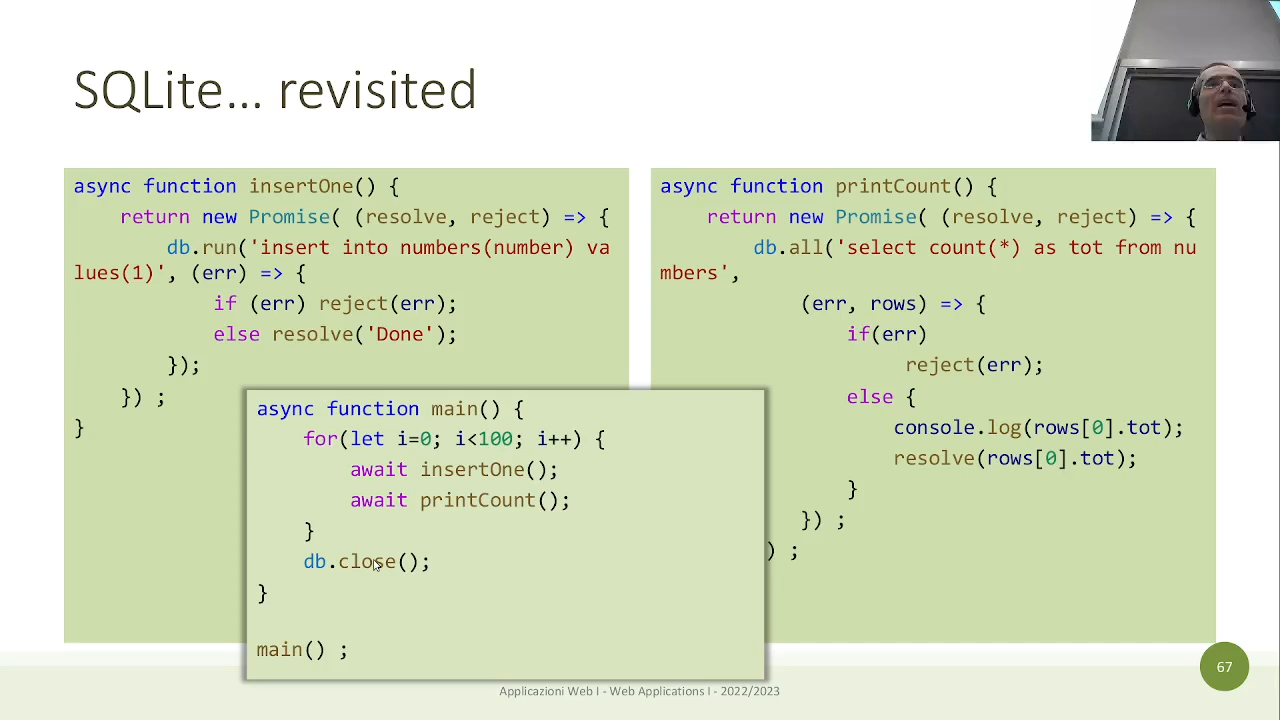 SQLite… revisited
async function insertOne() {
return new Promise( (resolve, reject) => {
db.run('insert into numbers(number) va
lues(1)', (err) => {
if (err) reject(err);
else resolve('Done');
});
}) ;
}
async function printCount() {
return new Promise( (resolve, reject) => {
db.all('select count(*) as tot from nu
mbers',
(err, rows) => {
if(err)
reject(err);
else {
console.log(rows[0].tot);
resolve(rows[0].tot);
}
}) ;
) ;
async function main() {
for(let i=0; i<100; i++) {
await insertOne();
await printCount();
}
db.close();
}
main() ;
67
Applicazioni Web I - Web Applications I - 2022/2023